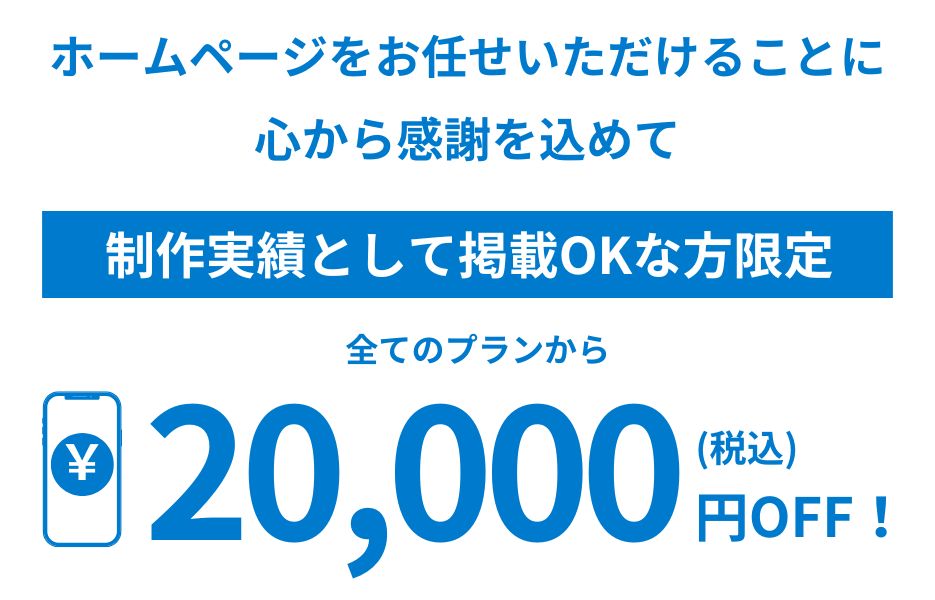 ホームページをお任せいただけることに
心から感謝を込めて
制作実績として掲載OKな方限定
全てのプランから
¥
20,000
(税込)
円OFF！